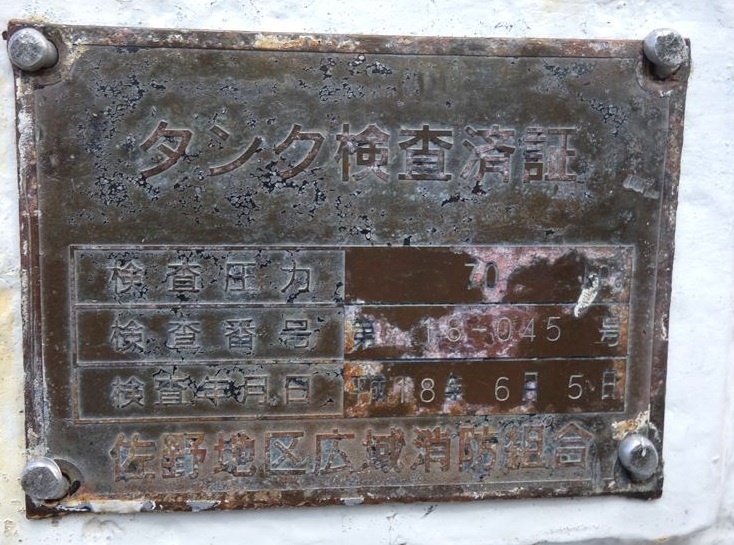 タンク検査済証
検査圧力 70
検査番号 第 18-045 号
検査年月日 平成18年 6月 5日
佐野地区広域消防組合